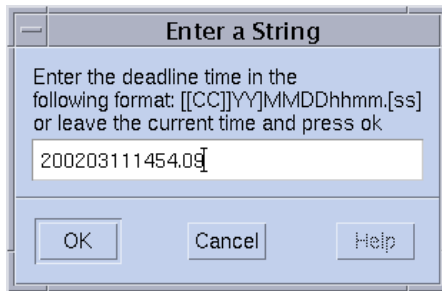 Enter a String
Enter the deadline time in the
following format: [[CC]]YY]MMDDhhmm.[ss]
or leave the current time and press ok
200203111454.09
OK
Cancel
Help